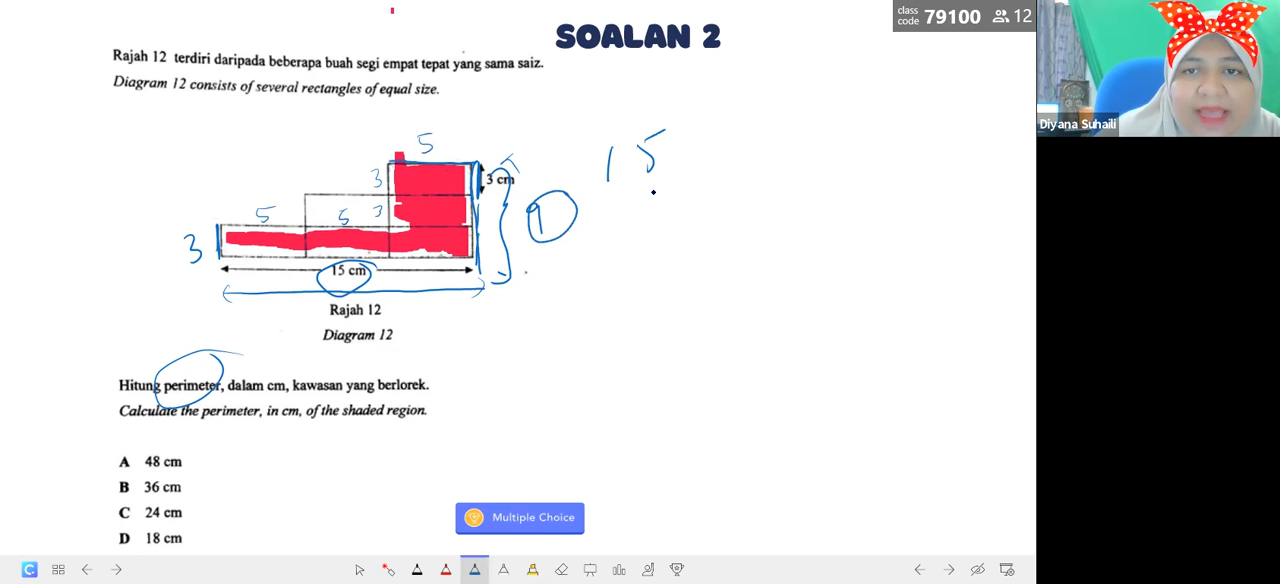 class code 79100 12
SOALAN 2
Diyana Suhaili
Rajah 12 terdiri daripada beberapa buah segi empat tepat yang sama saiz.
Diagram 12 consists of several rectangles of equal size.
5
15
3
3 cm
5
5
3
9
3
15 cm
Rajah 12
Diagram 12
Hitung perimeter, dalam cm, kawasan yang berlorek.
Calculate the perimeter, in cm, of the shaded region.
A 48 cm
B 36 cm
C 24 cm
D 18 cm
Multiple Choice